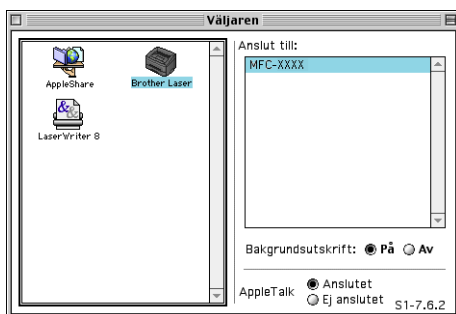 Väljaren
AppleShare
Brother Laser
LaserWriter 8
Anslut till:
MFC-XXXX
Bakgrundsutskrift: På Av
AppleTalk Anslutet
Ej anslutet
S1-7.6.2